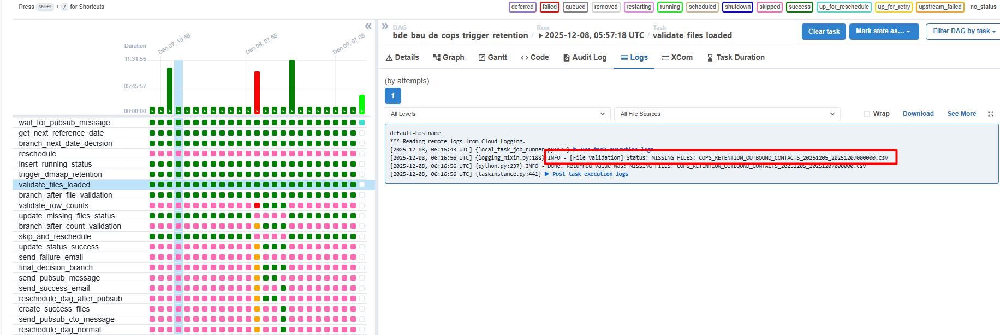 Press shift + / for Shortcuts
deferred failed queued removed restarting running scheduled shutdown skipped success up_for_reschedule up_for_retry upstream_failed no_status
Duration
Dec 07, 19:58
Dec 08, 07:58
Dec 09, 07:08
11:31:55
05:45:57
00:00:00
wait_for_pubsub_message
get_next_reference_date
branch_next_date_decision
reschedule
insert_running_status
trigger_dmaap_retention
validate_files_loaded
branch_after_file_validation
validate_row_counts
update_missing_files_status
branch_after_count_validation
skip_and_reschedule
update_status_success
send_failure_email
final_decision_branch
send_pubsub_message
send_success_email
reschedule_dag_after_pubsub
create_success_files
send_pubsub_cto_message
reschedule_dag_normal
DAG Run Task
bde_bau_da_cops_trigger_retention / 2025-12-08, 05:57:18 UTC / validate_files_loaded
Clear task Mark state as... Filter DAG by task
Details Graph Gantt Code Audit Log Logs XCom Task Duration
(by attempts)
1
All Levels All File Sources Wrap Download See More
default-hostname
*** Reading remote logs from Cloud Logging.
[2025-12-08, 06:16:43 UTC] {local_task_job_runner.py:120} ▶ Pre task execution logs
[2025-12-08, 06:16:56 UTC] {logging_mixin.py:188} INFO - [File Validation] Status: MISSING FILES: COPS_RETENTION_OUTBOUND_CONTACTS_20251205_20251207000000.csv
[2025-12-08, 06:16:56 UTC] {python.py:237} INFO - Done. Returned value was: MISSING FILES: COPS_RETENTION_OUTBOUND_CONTACTS_20251205_20251207000000.csv
[2025-12-08, 06:16:56 UTC] {taskinstance.py:441} ▶ Post task execution logs